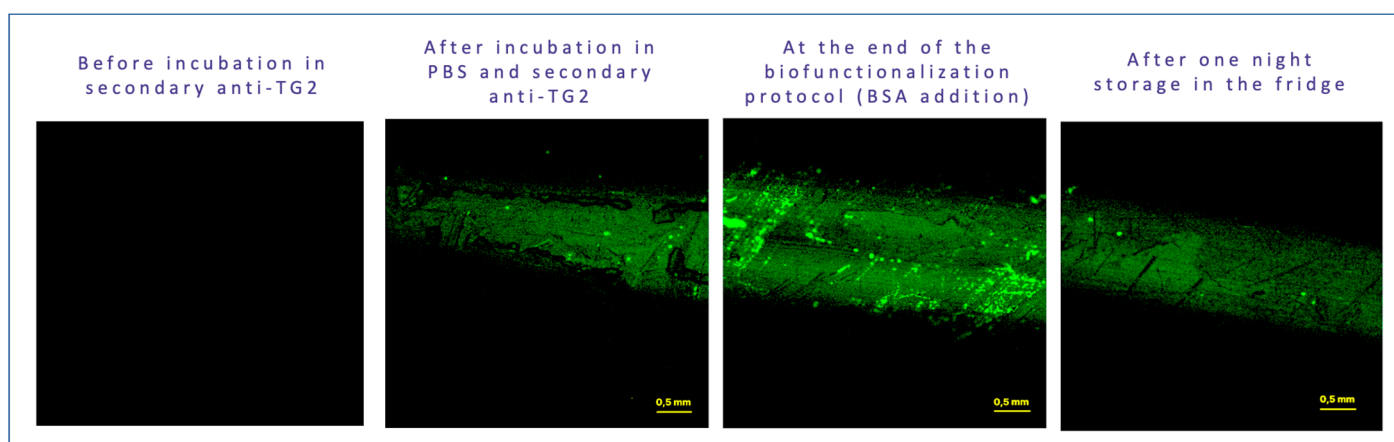 Before incubation in
secondary anti-TG2
After incubation in
PBS and secondary
anti-TG2
At the end of the
biofunctionalization
protocol (BSA addition)
After one night
storage in the fridge
0,5 mm
0,5 mm
0,5 mm